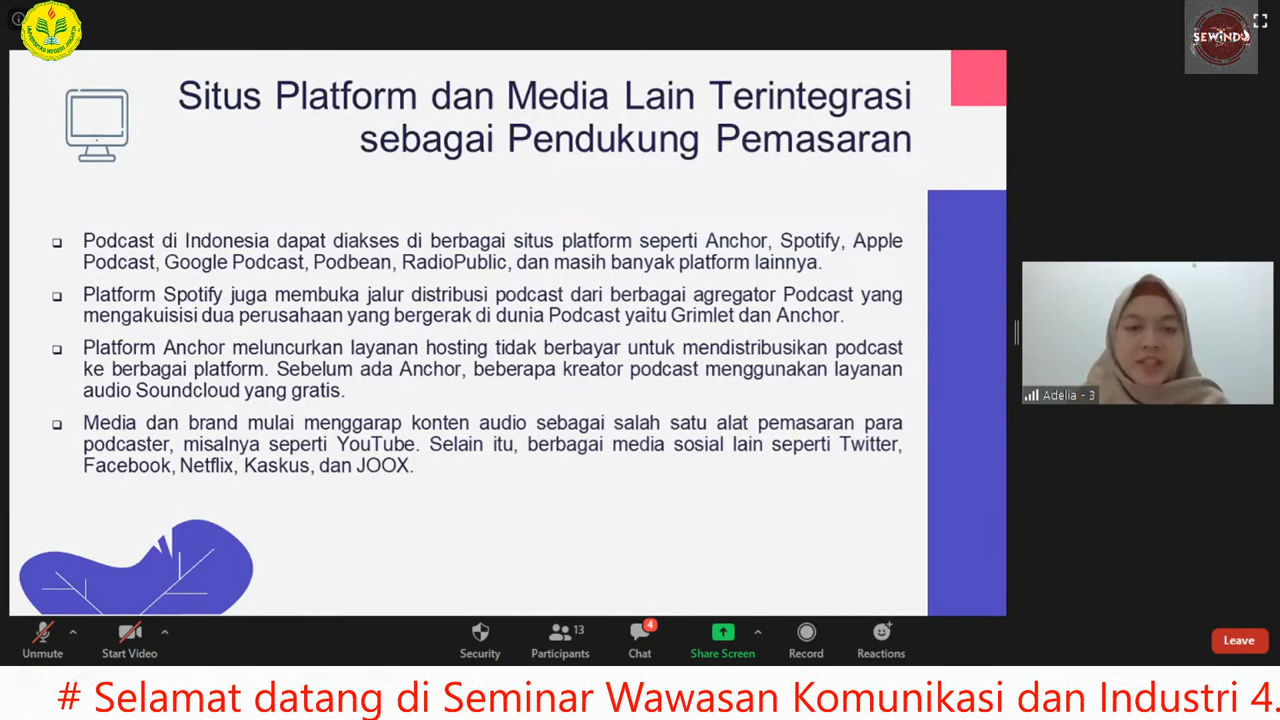 UNIVERSITAS NEGERI JAKARTA
SEWINDU
Situs Platform dan Media Lain Terintegrasi
sebagai Pendukung Pemasaran
Podcast di Indonesia dapat diakses di berbagai situs platform seperti Anchor, Spotify, Apple
Podcast, Google Podcast, Podbean, RadioPublic, dan masih banyak platform lainnya.
Platform Spotify juga membuka jalur distribusi podcast dari berbagai agregator Podcast yang
mengakuisisi dua perusahaan yang bergerak di dunia Podcast yaitu Grimlet dan Anchor.
Platform Anchor meluncurkan layanan hosting tidak berbayar untuk mendistribusikan podcast
ke berbagai platform. Sebelum ada Anchor, beberapa kreator podcast menggunakan layanan
audio Soundcloud yang gratis.
Media dan brand mulai menggarap konten audio sebagai salah satu alat pemasaran para
podcaster, misalnya seperti YouTube. Selain itu, berbagai media sosial lain seperti Twitter,
Facebook, Netflix, Kaskus, dan JOOX.
Adelia - 3
Unmute
Start Video
Security
13
Participants
4
Chat
Share Screen
Record
Reactions
Leave
# Selamat datang di Seminar Wawasan Komunikasi dan Industri 4.